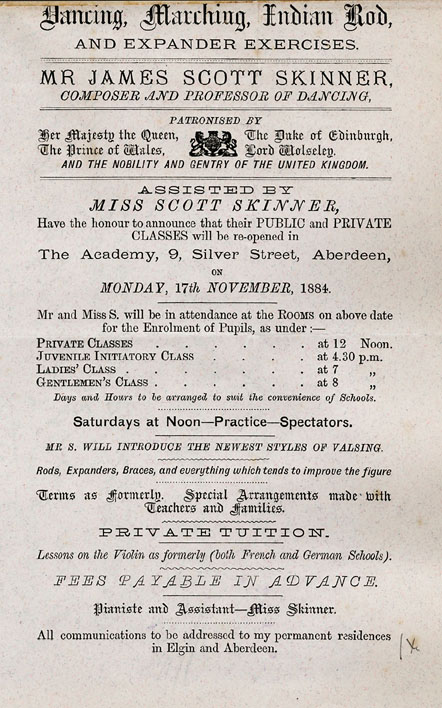 Dancing, Marching, Indian Rod,
AND EXPANDER EXERCISES.
MR JAMES SCOTT SKINNER,
COMPOSER AND PROFESSOR OF DANCING,
PATRONISED BY
Her Majesty the Queen, The Duke of Edinburgh,
The Prince of Wales, Lord Wolseley.
AND THE NOBILITY AND GENTRY OF THE UNITED KINGDOM.
ASSISTED BY
MISS SCOTT SKINNER,
Have the honour to announce that their PUBLIC and PRIVATE
CLASSES will be re-opened in
The Academy, 9, Silver Street, Aberdeen,
ON
MONDAY, 17th NOVEMBER, 1884.
Mr and Miss S. will be in attendance at the ROOMS on above date
for the Enrolment of Pupils, as under :—
PRIVATE CLASSES . . . . . . at 12 Noon.
JUVENILE INITIATORY CLASS . . . . at 4.30 p.m.
LADIES' CLASS . . . . . . . at 7 „
GENTLEMEN'S CLASS . . . . . . at 8 „
Days and Hours to be arranged to suit the convenience of Schools.
Saturdays at Noon—Practice—Spectators.
MR S. WILL INTRODUCE THE NEWEST STYLES OF VALSING.
Rods, Expanders, Braces, and everything which tends to improve the figure
Terms as Formerly. Special Arrangements made with
Teachers and Families.
PRIVATE TUITION.
Lessons on the Violin as formerly (both French and German Schools).
FEES PAYABLE IN ADVANCE.
Pianiste and Assistant—Miss Skinner.
All communications to be addressed to my permanent residences
in Elgin and Aberdeen.